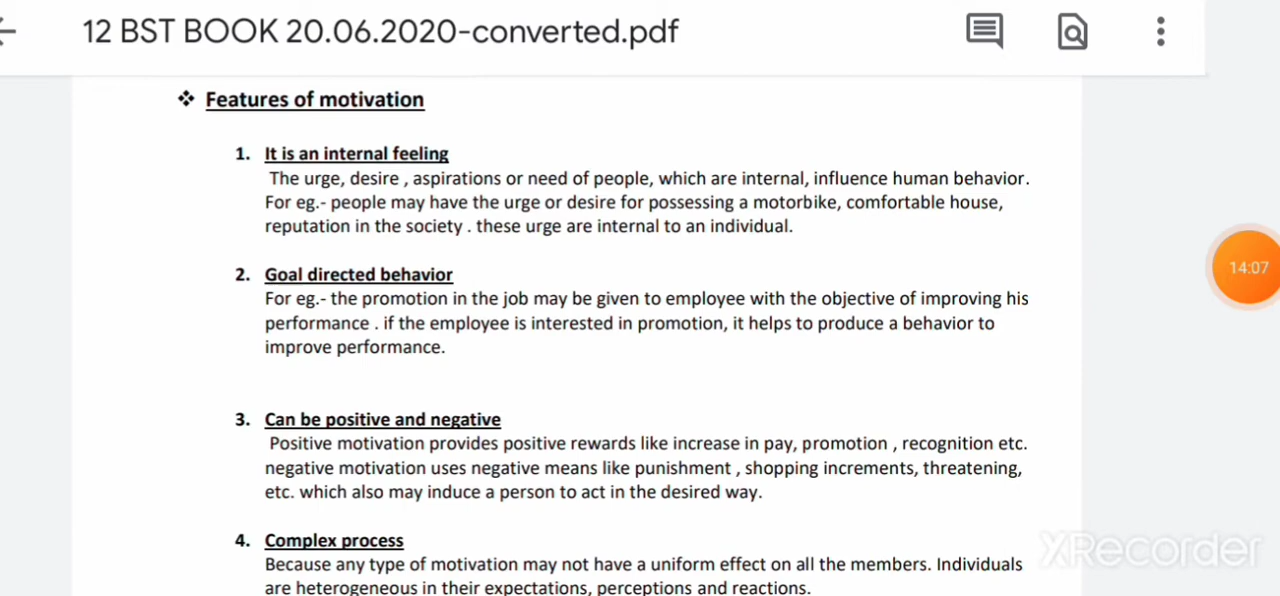 12 BST BOOK 20.06.2020-converted.pdf
❖ Features of motivation
1. It is an internal feeling
The urge, desire , aspirations or need of people, which are internal, influence human behavior.
For eg.- people may have the urge or desire for possessing a motorbike, comfortable house,
reputation in the society . these urge are internal to an individual.
2. Goal directed behavior
For eg.- the promotion in the job may be given to employee with the objective of improving his
performance . if the employee is interested in promotion, it helps to produce a behavior to
improve performance.
14:07
3. Can be positive and negative
Positive motivation provides positive rewards like increase in pay, promotion , recognition etc.
negative motivation uses negative means like punishment , shopping increments, threatening,
etc. which also may induce a person to act in the desired way.
4. Complex process
Because any type of motivation may not have a uniform effect on all the members. Individuals
are heterogeneous in their expectations, perceptions and reactions.
XRecorder